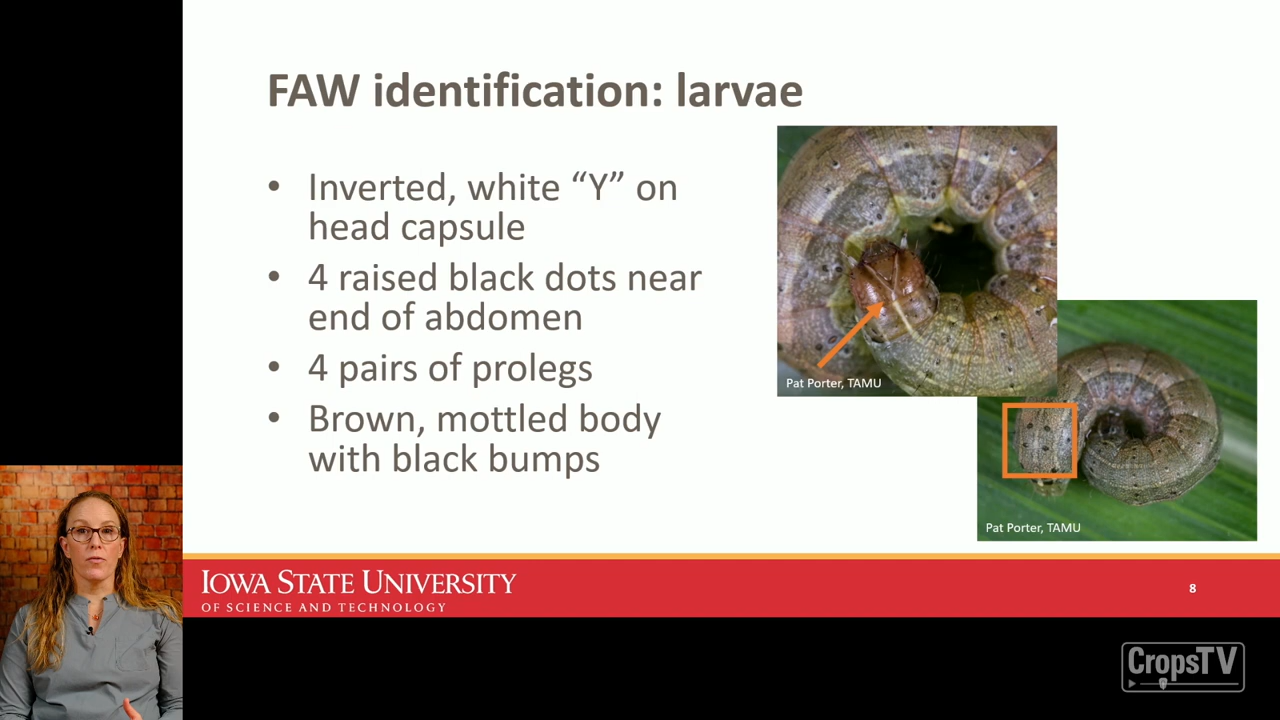 FAW identification: larvae
• Inverted, white “Y” on
head capsule
• 4 raised black dots near
end of abdomen
• 4 pairs of prolegs
• Brown, mottled body
with black bumps
Pat Porter, TAMU
Pat Porter, TAMU
IOWA STATE UNIVERSITY
OF SCIENCE AND TECHNOLOGY
8
CropsTV